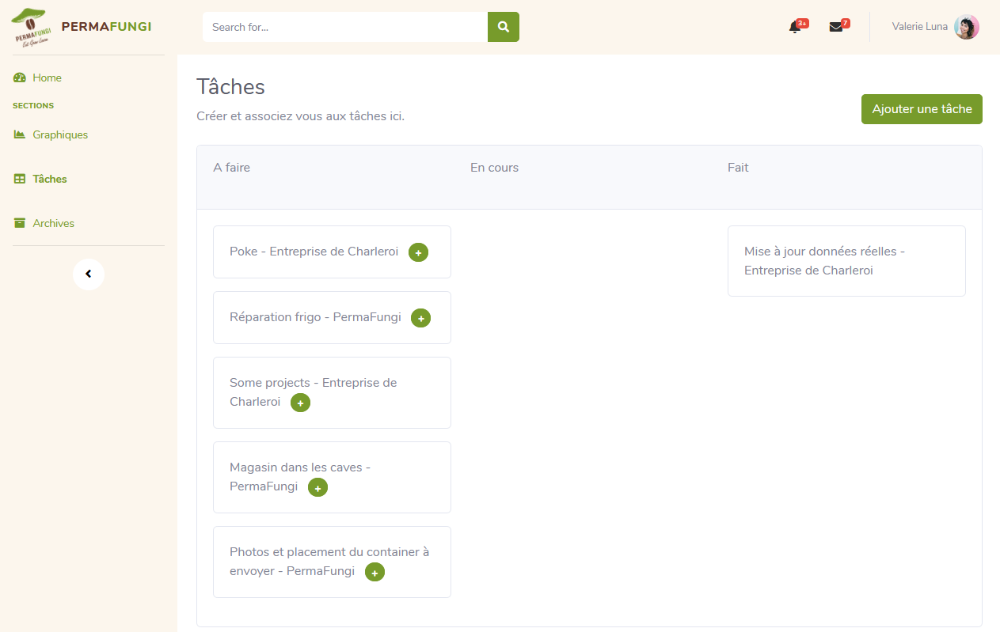 PERMAFUNGI
Eat Grow Love
PERMAFUNGI
Search for...
3+
7
Valerie Luna
Home
SECTIONS
Graphiques
Tâches
Archives
Tâches
Créer et associez vous aux tâches ici.
Ajouter une tâche
A faire
En cours
Fait
Poke - Entreprise de Charleroi +
Réparation frigo - PermaFungi +
Some projects - Entreprise de
Charleroi +
Magasin dans les caves -
PermaFungi +
Photos et placement du container à
envoyer - PermaFungi +
Mise à jour données réelles -
Entreprise de Charleroi